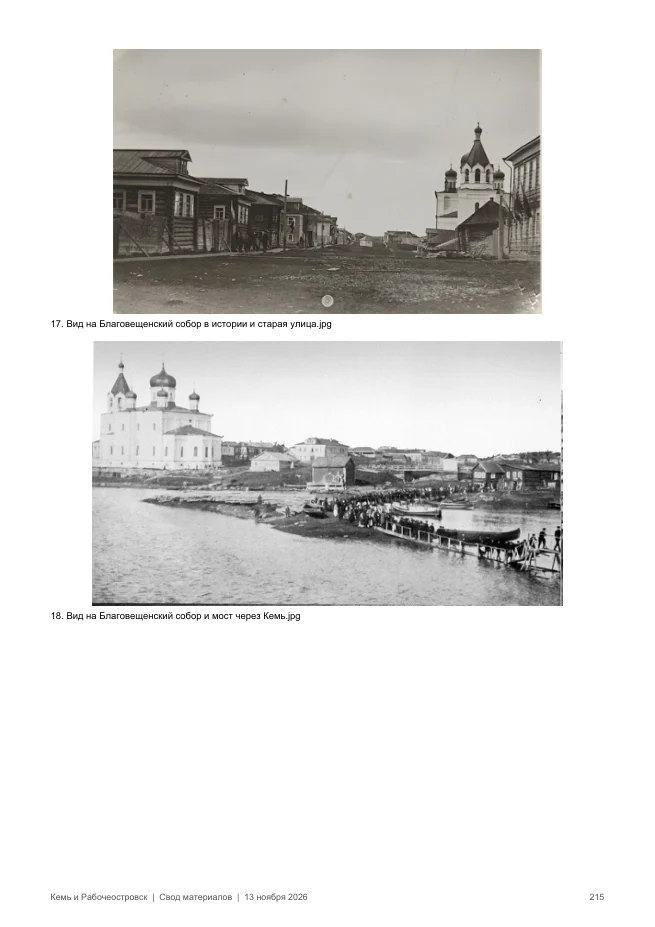 17. Вид на Благовещенский собор в истории и старая улица.jpg
18. Вид на Благовещенский собор и мост через Кемь.jpg
Кемь и Рабочеостровск | Свод материалов | 13 ноября 2026
215